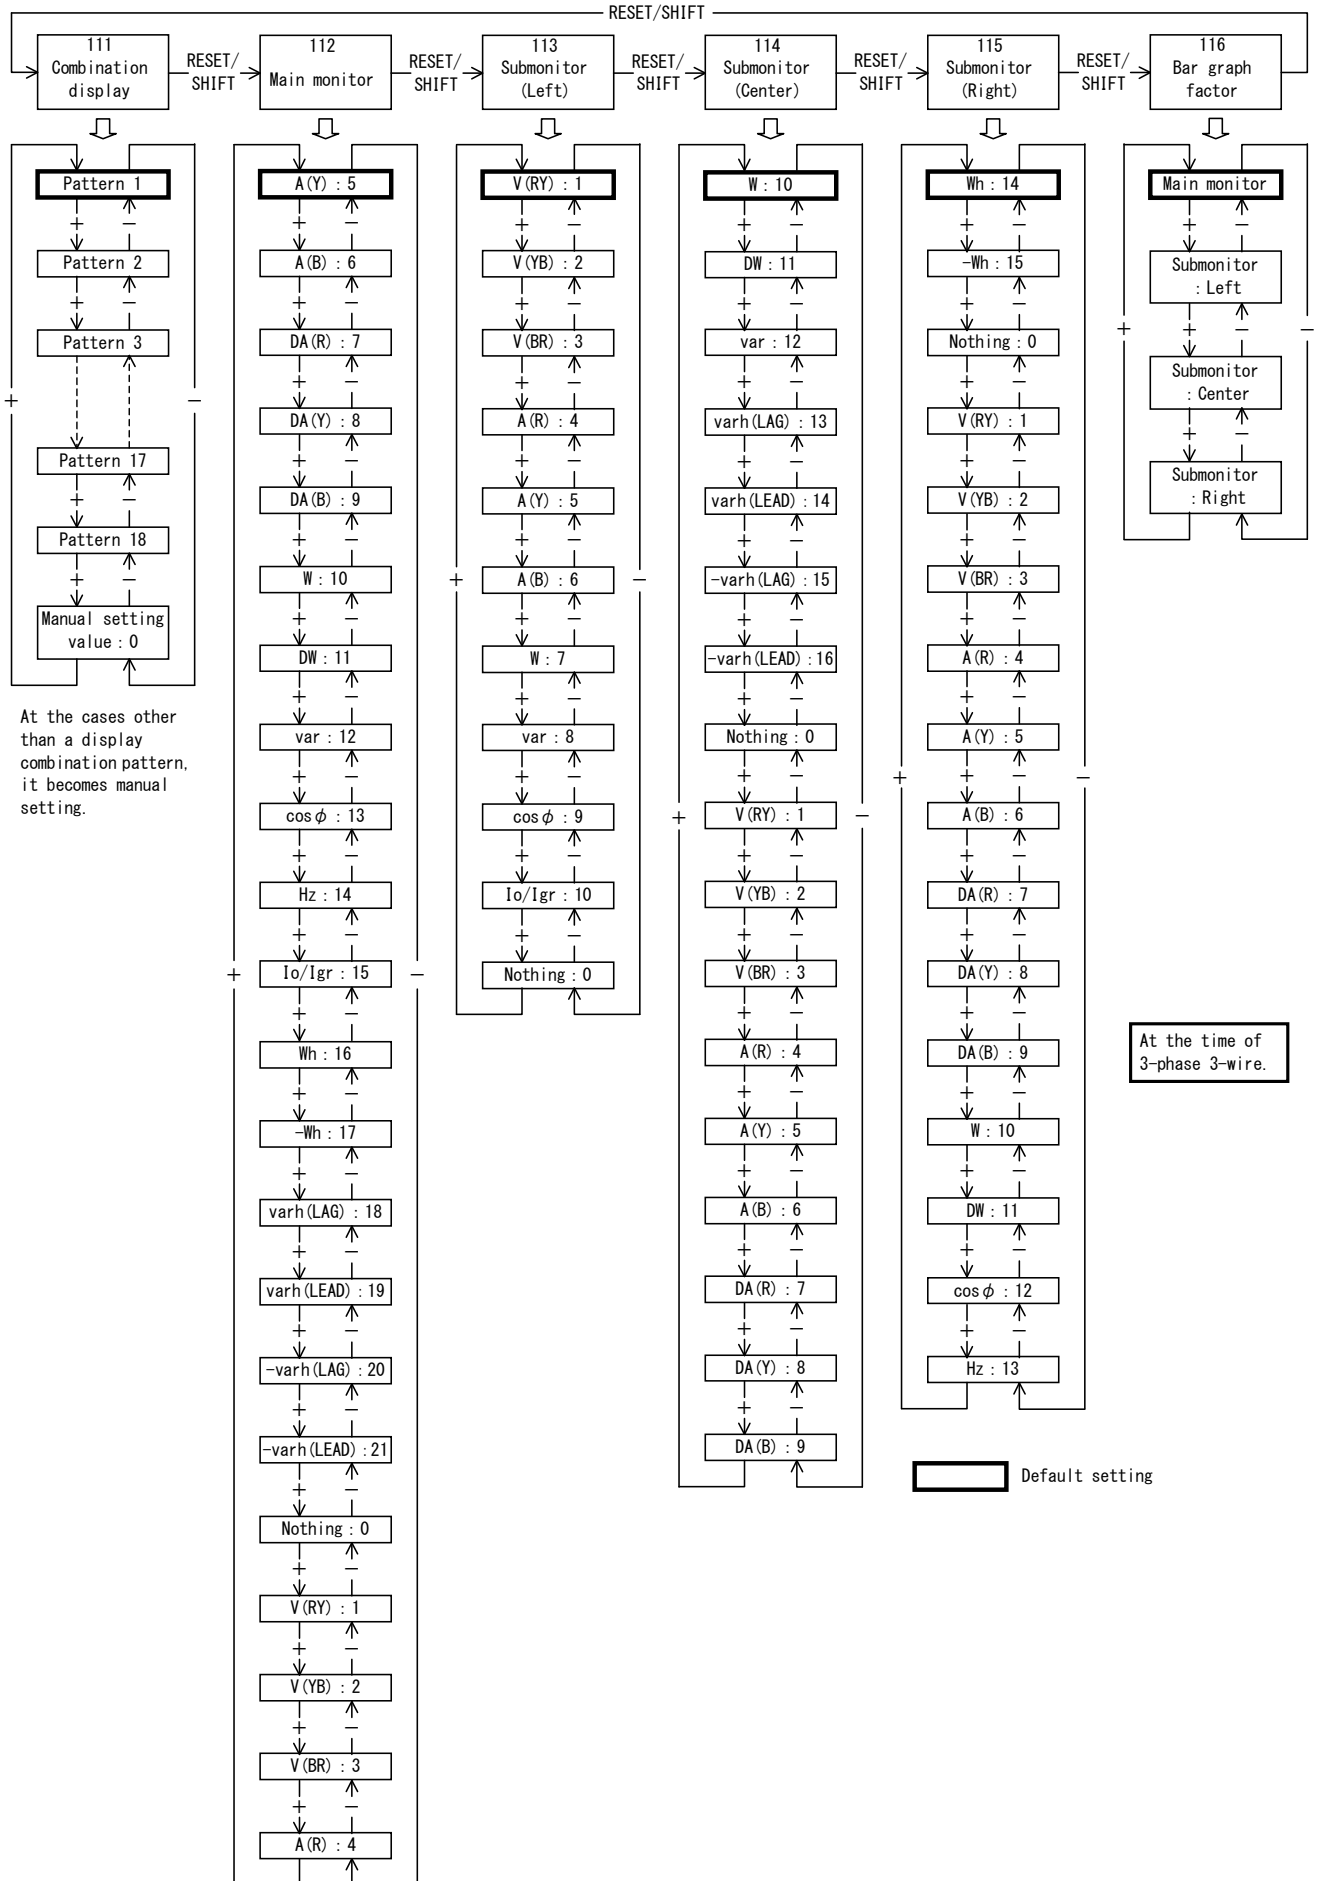 RESET/SHIFT
111
Combination
display
RESET/
SHIFT
112
Main monitor
RESET/
SHIFT
113
Submonitor
(Left)
RESET/
SHIFT
114
Submonitor
(Center)
RESET/
SHIFT
115
Submonitor
(Right)
RESET/
SHIFT
116
Bar graph
factor
Pattern 1
+ −
Pattern 2
+ −
Pattern 3
+ −
Pattern 17
+ −
Pattern 18
+ −
Manual setting
value : 0
At the cases other
than a display
combination pattern,
it becomes manual
setting.
A(Y) : 5
+ −
A(B) : 6
+ −
DA(R) : 7
+ −
DA(Y) : 8
+ −
DA(B) : 9
+ −
W : 10
+ −
DW : 11
+ −
var : 12
+ −
cosφ : 13
+ −
Hz : 14
+ −
+ Io/Igr : 15 −
+ −
Wh : 16
+ −
-Wh : 17
+ −
varh(LAG) : 18
+ −
varh(LEAD) : 19
+ −
-varh(LAG) : 20
+ −
-varh(LEAD) : 21
+ −
Nothing : 0
+ −
V(RY) : 1
+ −
V(YB) : 2
+ −
V(BR) : 3
+ −
A(R) : 4
V(RY) : 1
+ −
V(YB) : 2
+ −
V(BR) : 3
+ −
A(R) : 4
+ −
A(Y) : 5
+ −
+ A(B) : 6 −
+ −
W : 7
+ −
var : 8
+ −
cosφ : 9
+ −
Io/Igr : 10
+ −
Nothing : 0
W : 10
+ −
DW : 11
+ −
var : 12
+ −
varh(LAG) : 13
+ −
varh(LEAD) : 14
+ −
-varh(LAG) : 15
+ −
-varh(LEAD) : 16
+ −
Nothing : 0
+ −
+ V(RY) : 1 −
+ −
V(YB) : 2
+ −
V(BR) : 3
+ −
A(R) : 4
+ −
A(Y) : 5
+ −
A(B) : 6
+ −
DA(R) : 7
+ −
DA(Y) : 8
+ −
DA(B) : 9
Wh : 14
+ −
-Wh : 15
+ −
Nothing : 0
+ −
V(RY) : 1
+ −
V(YB) : 2
+ −
V(BR) : 3
+ −
A(R) : 4
+ −
A(Y) : 5
+ + − −
A(B) : 6
+ −
DA(R) : 7
+ −
DA(Y) : 8
+ −
DA(B) : 9
+ −
W : 10
+ −
DW : 11
+ −
cosφ : 12
+ −
Hz : 13
Main monitor
+ −
Submonitor
: Left
+ + − −
Submonitor
: Center
+ −
Submonitor
: Right
At the time of
3-phase 3-wire.
Default setting